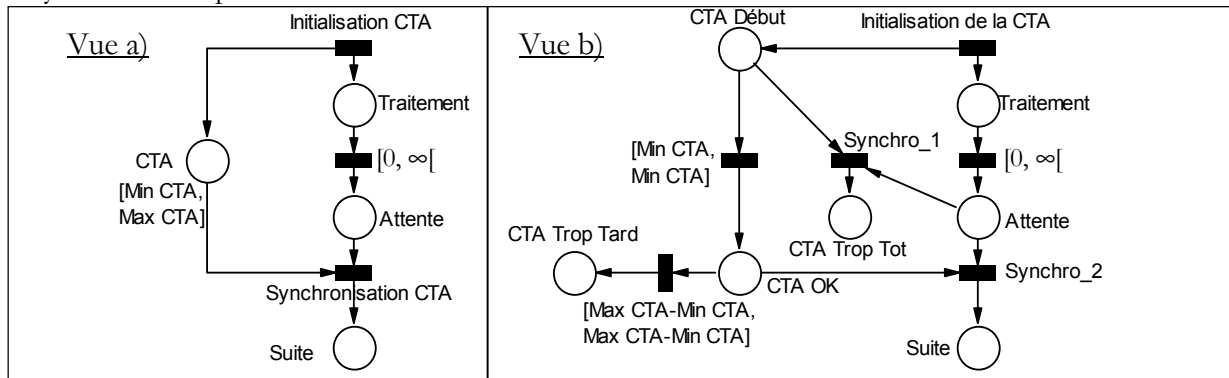 Vue a)
Initialisation CTA
Traitement
CTA
[0, ∞[
[Min CTA,
Max CTA]
Attente
Synchronisation CTA
Suite
Vue b)
CTA Début
Initialisation de la CTA
Traitement
Synchro_1
[Min CTA,
Min CTA]
[0, ∞[
Attente
CTA Trop Tard
CTA Trop Tot
CTA OK
Synchro_2
[Max CTA-Min CTA,
Max CTA-Min CTA]
Suite